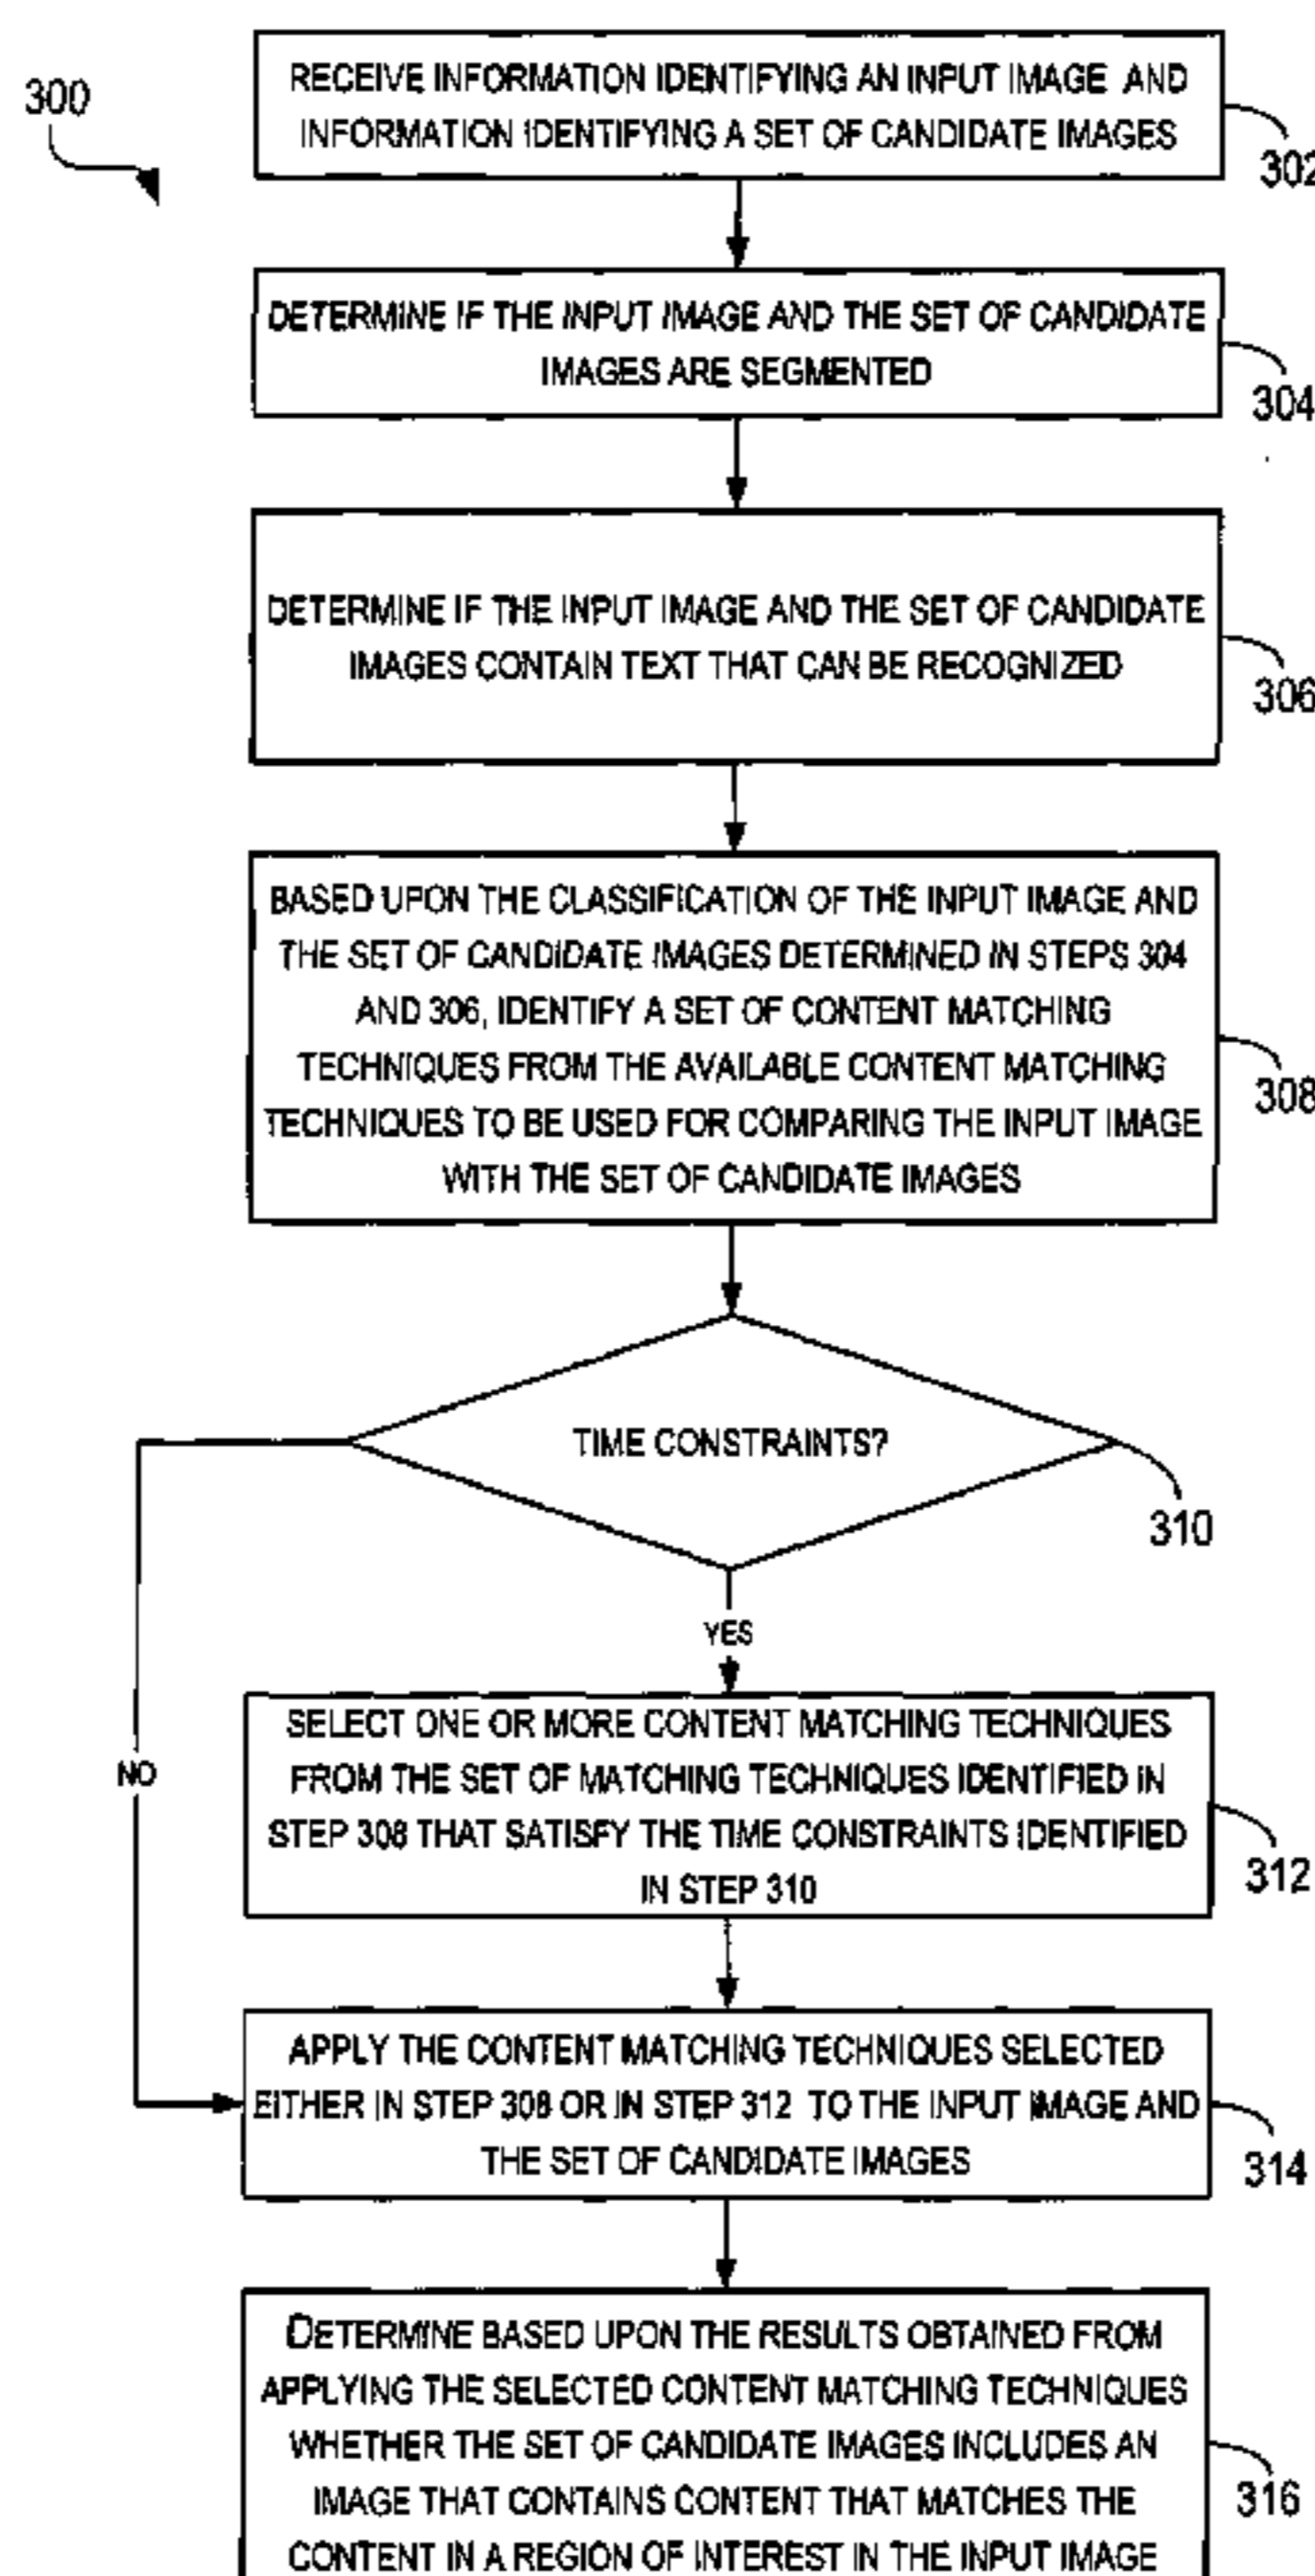 300
RECEIVE INFORMATION IDENTIFYING AN INPUT IMAGE AND
INFORMATION IDENTIFYING A SET OF CANDIDATE IMAGES
302
DETERMINE IF THE INPUT IMAGE AND THE SET OF CANDIDATE
IMAGES ARE SEGMENTED
304
DETERMINE IF THE INPUT IMAGE AND THE SET OF CANDIDATE
IMAGES CONTAIN TEXT THAT CAN BE RECOGNIZED
306
BASED UPON THE CLASSIFICATION OF THE INPUT IMAGE AND
THE SET OF CANDIDATE IMAGES DETERMINED IN STEPS 304
AND 306, IDENTIFY A SET OF CONTENT MATCHING
TECHNIQUES FROM THE AVAILABLE CONTENT MATCHING
TECHNIQUES TO BE USED FOR COMPARING THE INPUT IMAGE
WITH THE SET OF CANDIDATE IMAGES
308
TIME CONSTRAINTS?
310
YES
NO
SELECT ONE OR MORE CONTENT MATCHING TECHNIQUES
FROM THE SET OF MATCHING TECHNIQUES IDENTIFIED IN
STEP 308 THAT SATISFY THE TIME CONSTRAINTS IDENTIFIED
IN STEP 310
312
APPLY THE CONTENT MATCHING TECHNIQUES SELECTED
EITHER IN STEP 308 OR IN STEP 312 TO THE INPUT IMAGE AND
THE SET OF CANDIDATE IMAGES
314
DETERMINE BASED UPON THE RESULTS OBTAINED FROM
APPLYING THE SELECTED CONTENT MATCHING TECHNIQUES
WHETHER THE SET OF CANDIDATE IMAGES INCLUDES AN
IMAGE THAT CONTAINS CONTENT THAT MATCHES THE
CONTENT IN A REGION OF INTEREST IN THE INPUT IMAGE
316